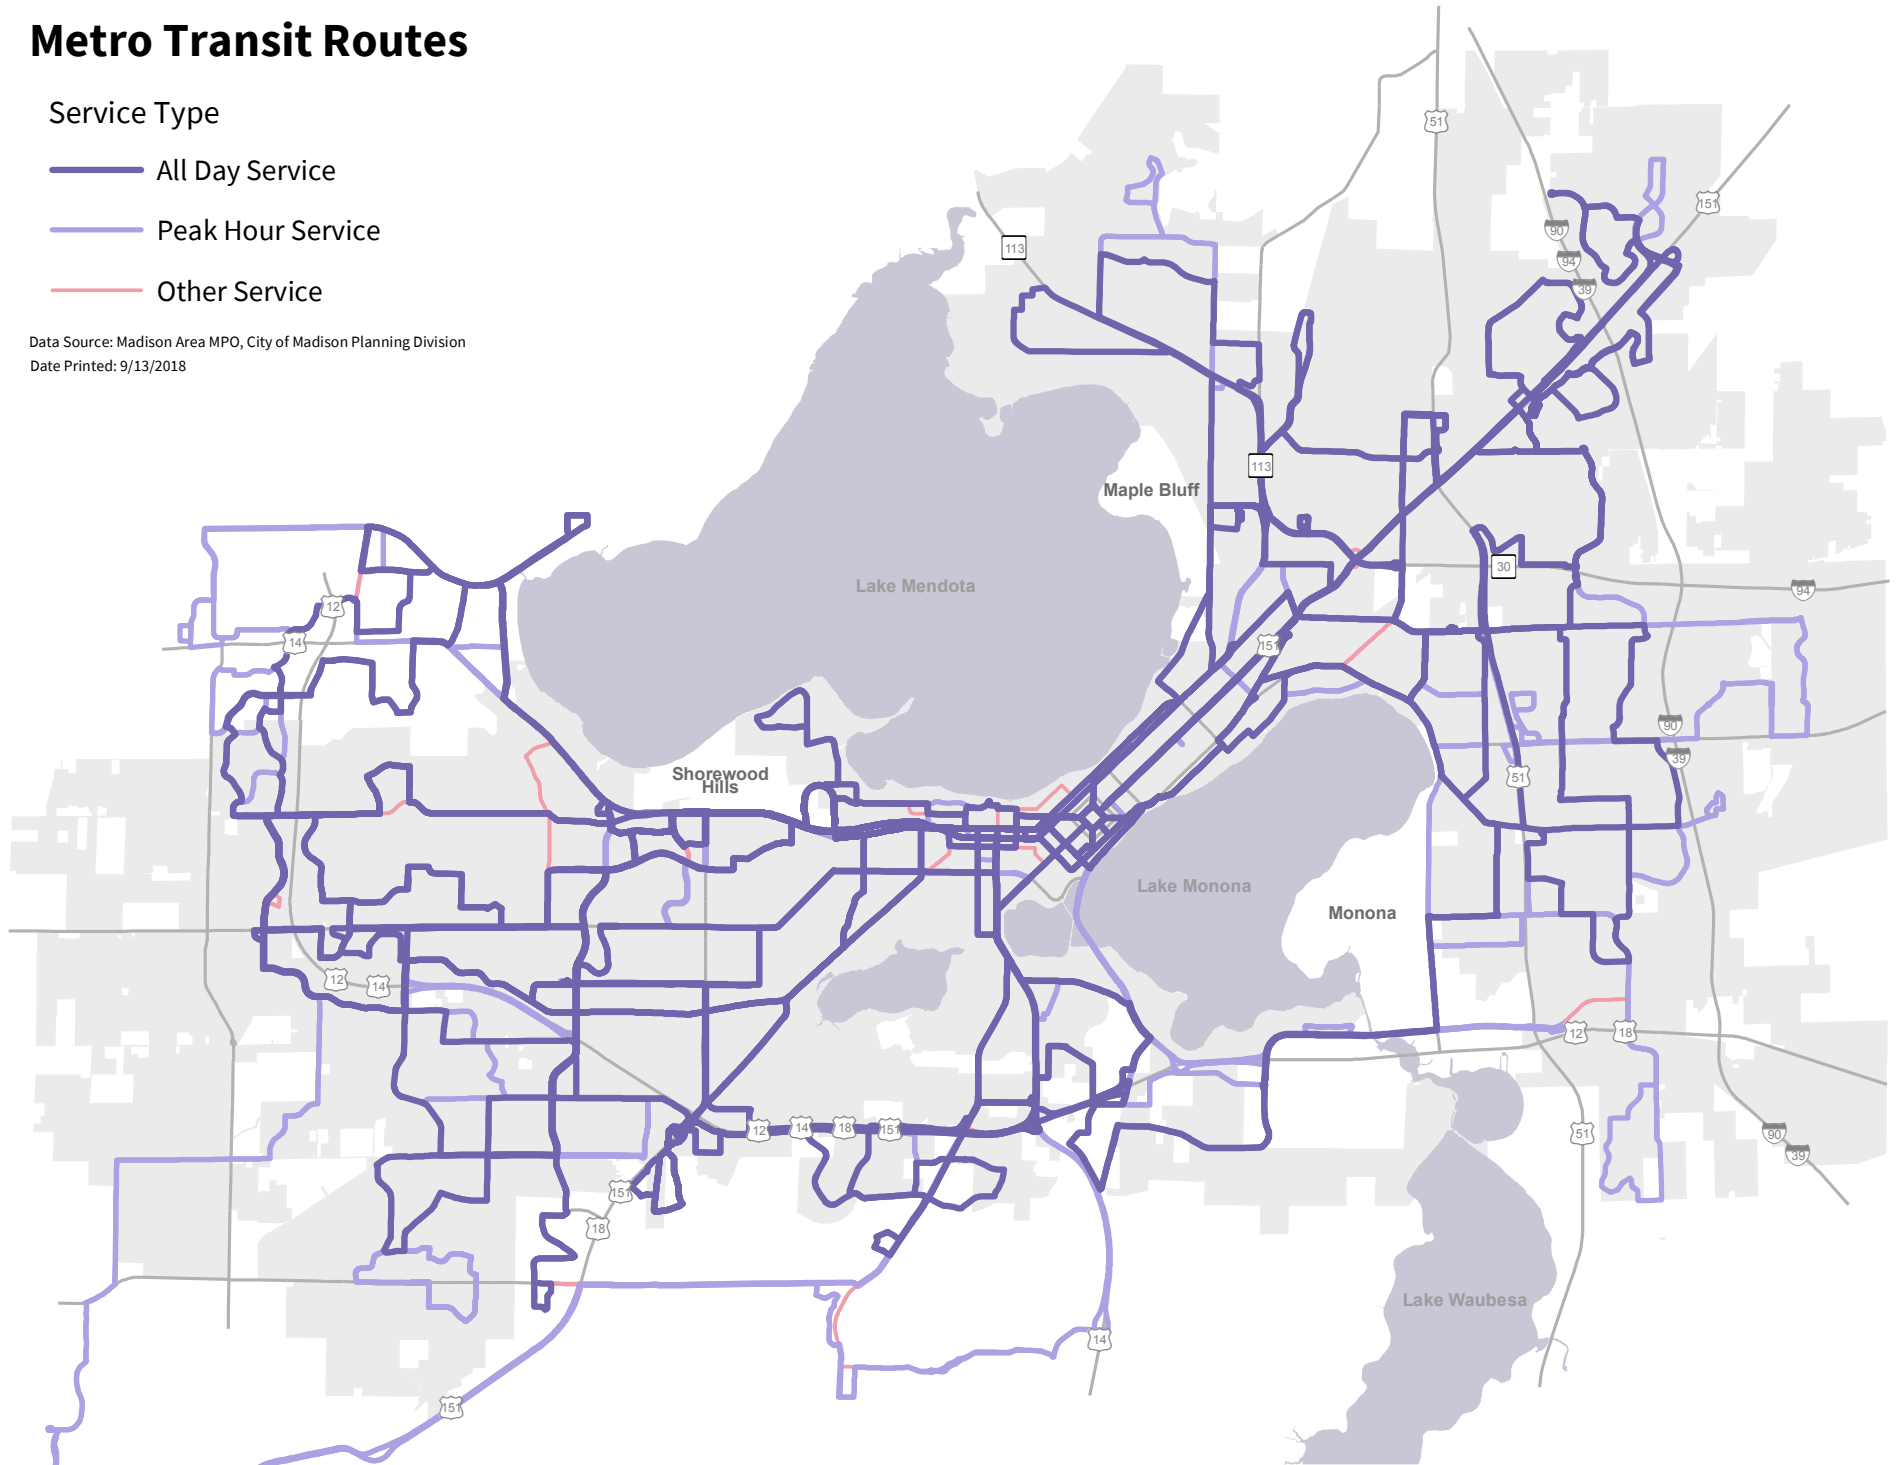 Metro Transit Routes
Service Type
All Day Service
Peak Hour Service
Other Service
Data Source: Madison Area MPO, City of Madison Planning Division
Date Printed: 9/13/2018
51
151
90
113
94
39
113
Maple Bluff
30
Lake Mendota
94
12
14
151
90
39
51
Shorewood
Hills
Lake Monona
Monona
12
14
12
18
12
14
18
151
51
90
39
151
18
Lake Waubesa
14
151